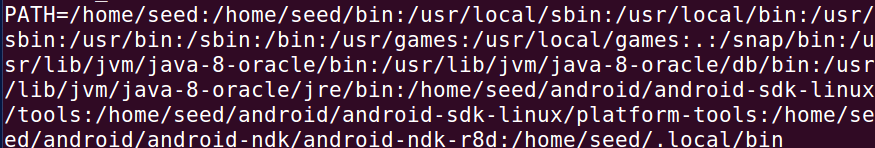 PATH=/home/seed:/home/seed/bin:/usr/local/sbin:/usr/local/bin:/usr/
sbin:/usr/bin:/sbin:/bin:/usr/games:/usr/local/games:.:/snap/bin:/u
sr/lib/jvm/java-8-oracle/bin:/usr/lib/jvm/java-8-oracle/db/bin:/usr
/lib/jvm/java-8-oracle/jre/bin:/home/seed/android/android-sdk-linux
/tools:/home/seed/android/android-sdk-linux/platform-tools:/home/se
ed/android/android-ndk/android-ndk-r8d:/home/seed/.local/bin